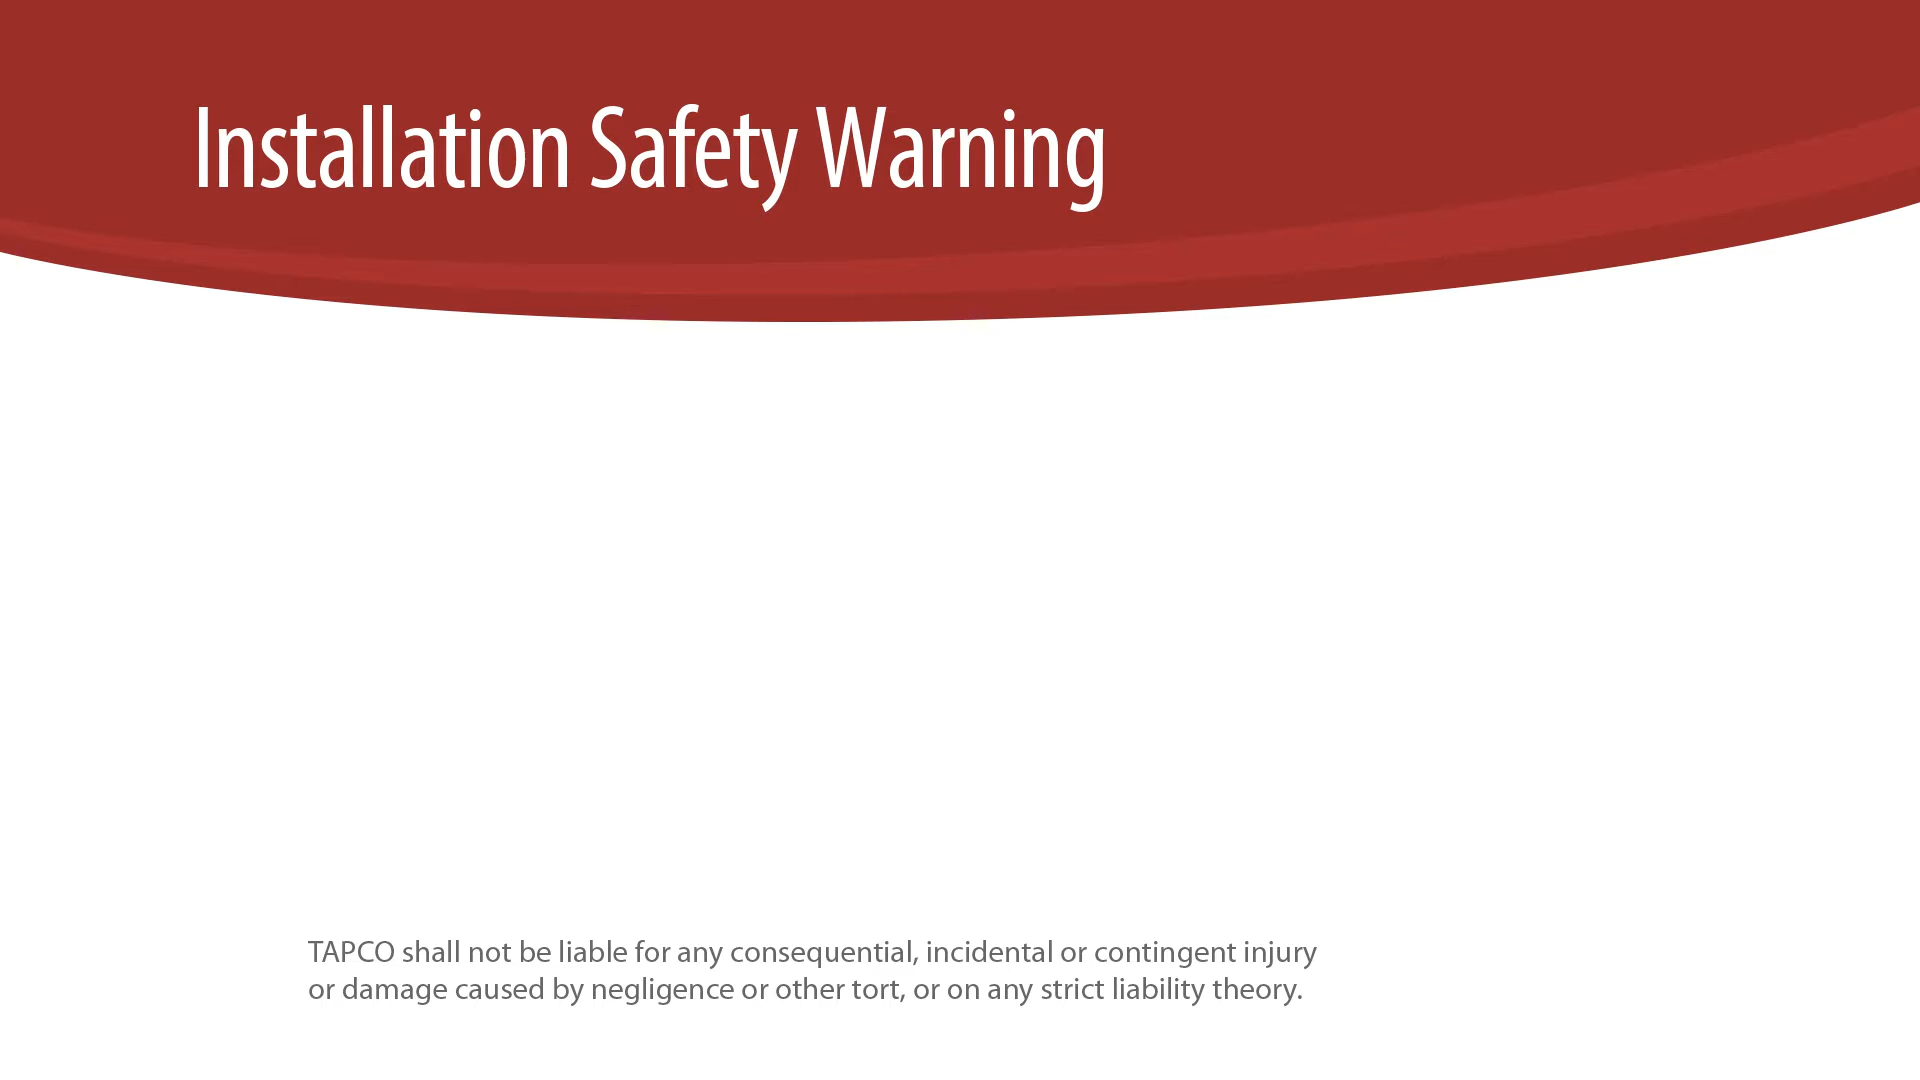 Installation Safety Warning
TAPCO shall not be liable for any consequential, incidental or contingent injury
or damage caused by negligence or other tort, or on any strict liability theory.